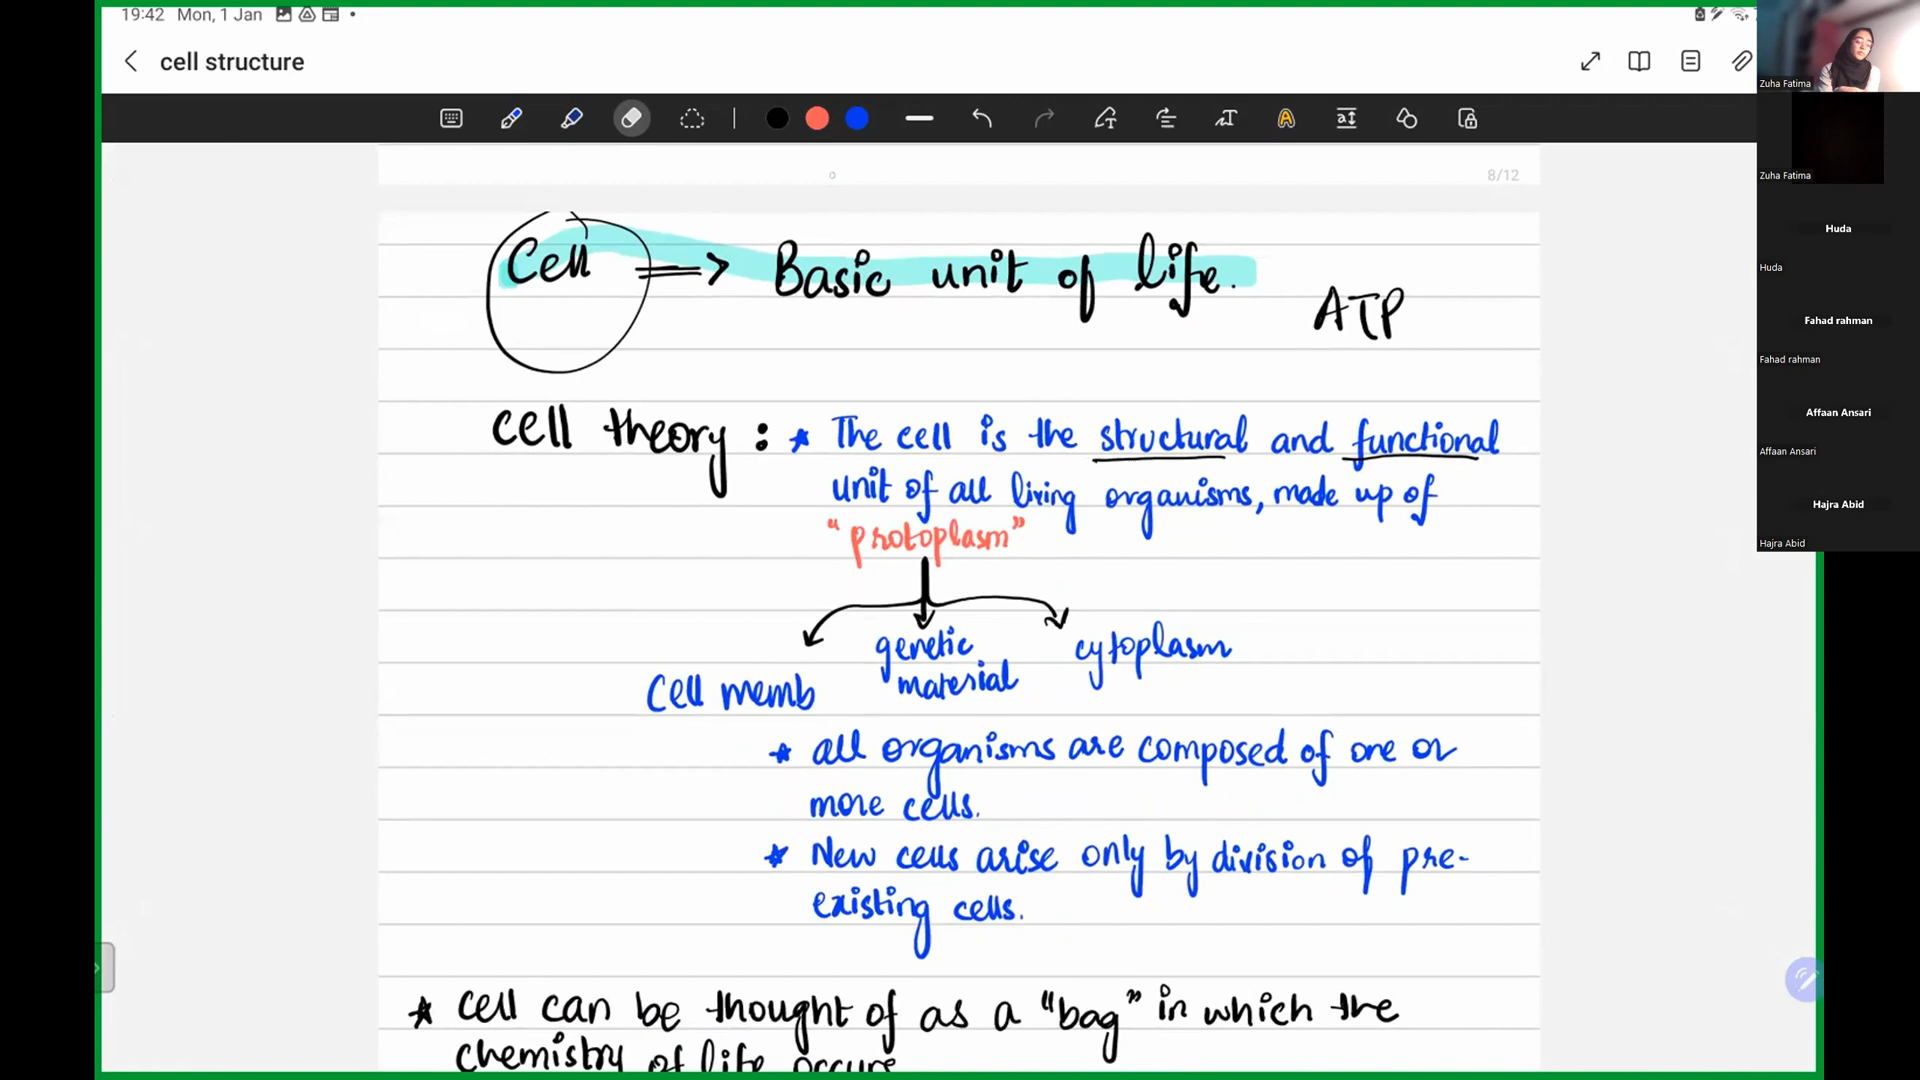 19:42 Mon, 1 Jan
cell structure
8/12
Cell => Basic unit of life.
ATP
cell theory : * The cell is the structural and functional
unit of all living organisms, made up of
"protoplasm"
genetic
material
cytoplasm
Cell memb
* all organisms are composed of one or
more cells.
* New cells arise only by division of pre-
existing cells.
* cell can be thought of as a "bag" in which the
chemistry of life occurs
Zuha Fatima
Zuha Fatima
Huda
Huda
Fahad rahman
Fahad rahman
Affaan Ansari
Affaan Ansari
Hajra Abid
Hajra Abid